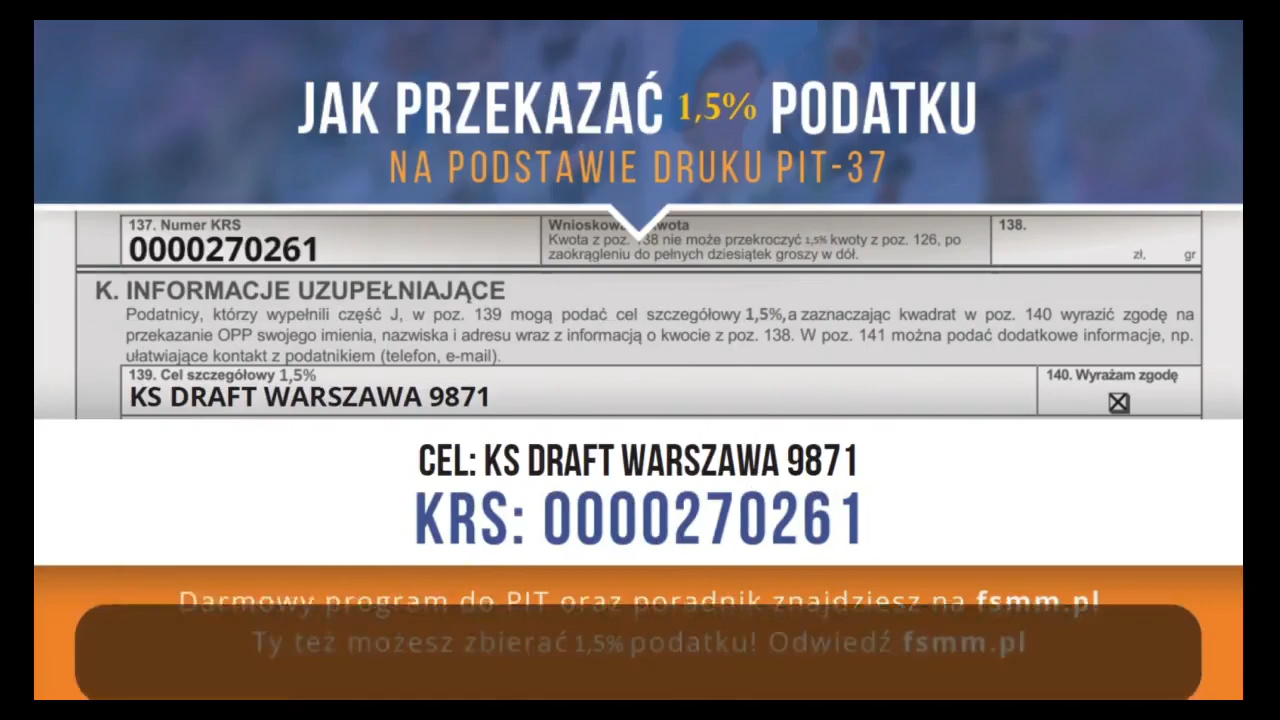 JAK PRZEKAZAĆ 1,5% PODATKU
NA PODSTAWIE DRUKU PIT-37
137. Numer KRS
0000270261
Wnioskow wota
Kwota z poz. 38 nie może przekroczyć 1,5% kwoty z poz. 126, po
zaokrągleniu do pełnych dziesiątek groszy w dół.
138.
zł, gr
K. INFORMACJE UZUPEŁNIAJĄCE
Podatnicy, którzy wypełnili część J, w poz. 139 mogą podać cel szczegółowy 1,5%, a zaznaczając kwadrat w poz. 140 wyrazić zgodę na
przekazanie OPP swojego imienia, nazwiska i adresu wraz z informacją o kwocie z poz. 138. W poz. 141 można podać dodatkowe informacje, np.
ułatwiające kontakt z podatnikiem (telefon, e-mail).
139. Cel szczegółowy 1,5%
KS DRAFT WARSZAWA 9871
140. Wyrażam zgodę
CEL: KS DRAFT WARSZAWA 9871
KRS: 0000270261
Darmowy program do PIT oraz poradnik znajdziesz na fsmm.pl
Ty też możesz zbierać 1,5% podatku! Odwiedź fsmm.pl